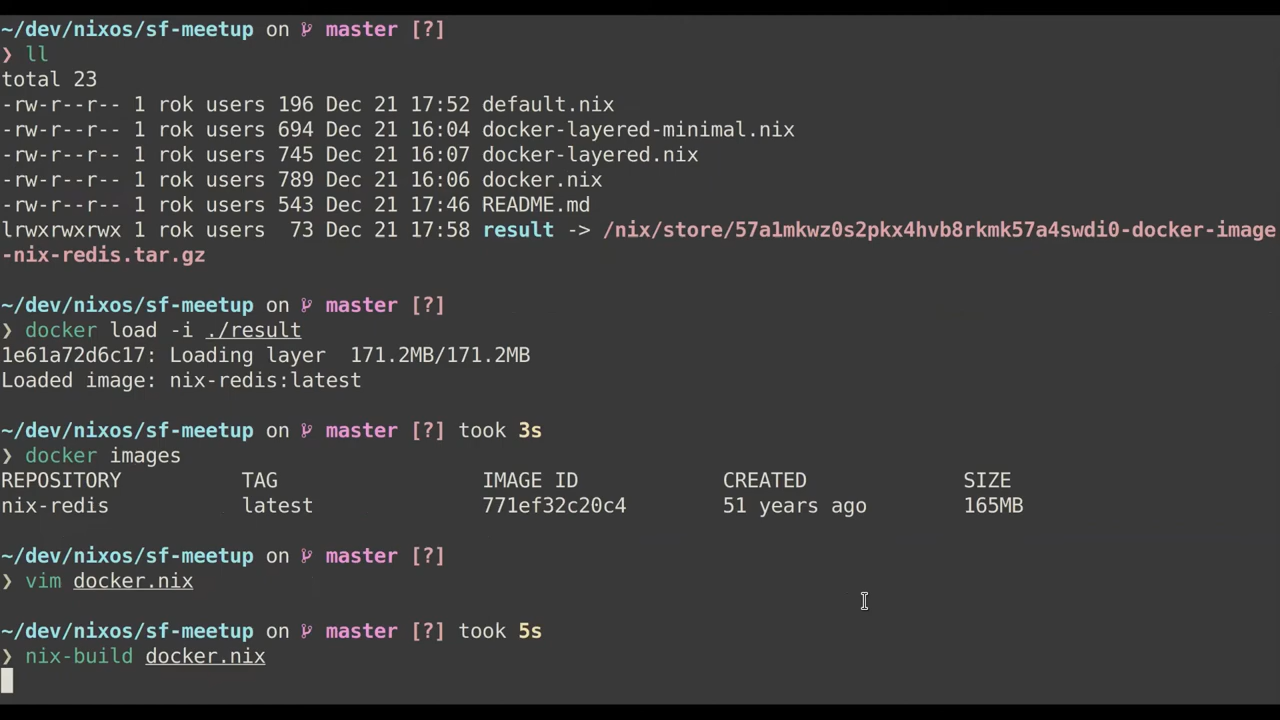 ~/dev/nixos/sf-meetup on master [?]
❯ ll
total 23
-rw-r--r-- 1 rok users 196 Dec 21 17:52 default.nix
-rw-r--r-- 1 rok users 694 Dec 21 16:04 docker-layered-minimal.nix
-rw-r--r-- 1 rok users 745 Dec 21 16:07 docker-layered.nix
-rw-r--r-- 1 rok users 789 Dec 21 16:06 docker.nix
-rw-r--r-- 1 rok users 543 Dec 21 17:46 README.md
lrwxrwxrwx 1 rok users  73 Dec 21 17:58 result -> /nix/store/57a1mkwz0s2pkx4hvb8rkmk57a4swdi0-docker-image
-nix-redis.tar.gz
~/dev/nixos/sf-meetup on master [?]
❯ docker load -i ./result
1e61a72d6c17: Loading layer  171.2MB/171.2MB
Loaded image: nix-redis:latest
~/dev/nixos/sf-meetup on master [?] took 3s
❯ docker images
REPOSITORY          TAG                 IMAGE ID            CREATED             SIZE
nix-redis           latest              771ef32c20c4        51 years ago        165MB
~/dev/nixos/sf-meetup on master [?]
❯ vim docker.nix
~/dev/nixos/sf-meetup on master [?] took 5s
❯ nix-build docker.nix